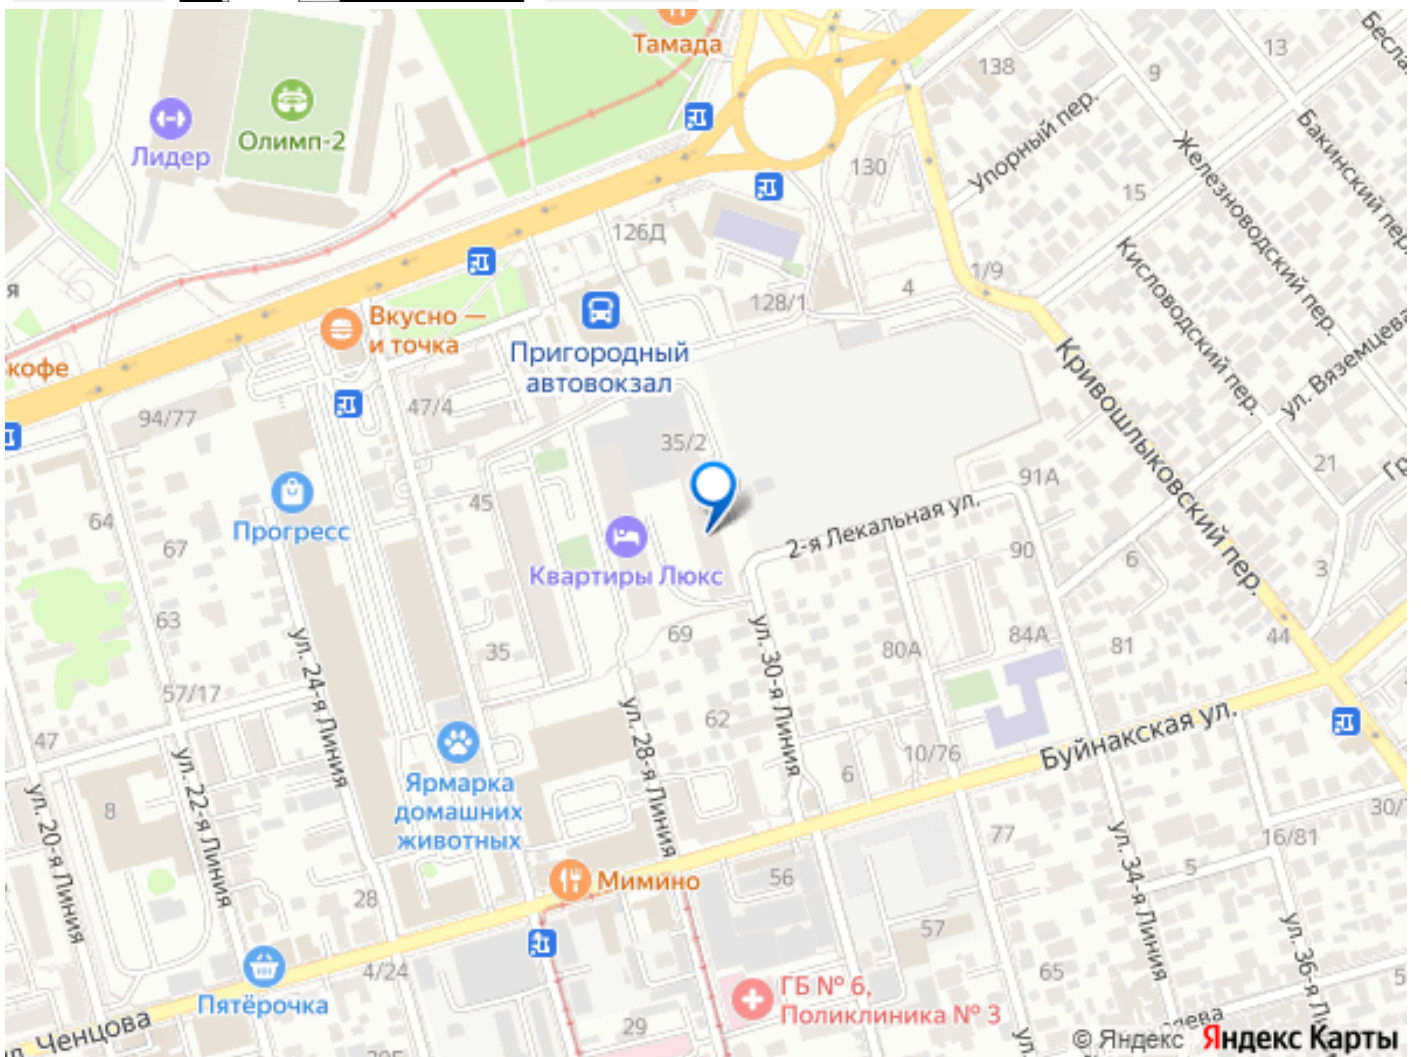 Тамада
138
13
9
Бесла
Упорный пер.
Бакинский пер.
Железноводский пер.
Олимп-2
Лидер
130
15
126Д
Кисловодский пер.
1/9
4
128/1
я
Вкусно —
и точка
Пригородный
автовокзал
кофе
ул. Вяземцева
Кривошлыковский пер.
94/77
47/4
35/2
21
Гр
91А
45
Прогресс
64
67
2-я Лекальная ул.
90
6
3
Квартиры Люкс
63
69
ул. 30-я Линия
80А
84А
81
44
ул. 24-я Линия
35
57/17
ул. 28-я Линия
62
Буйнакская ул.
47
ул. 22-я Линия
Ярмарка
домашних
животных
10/76
6
8
ул. 20-я Линия
77
30/
16/81
5
ул. 34-я Линия
Мимино
56
28
57
ул. 36-я Ли
4/24
65
5
Пятёрочка
ГБ № 6,
Поликлиника № 3
29
ул.
ева
л. Ченцова
© Яндекс Яндекс Карты